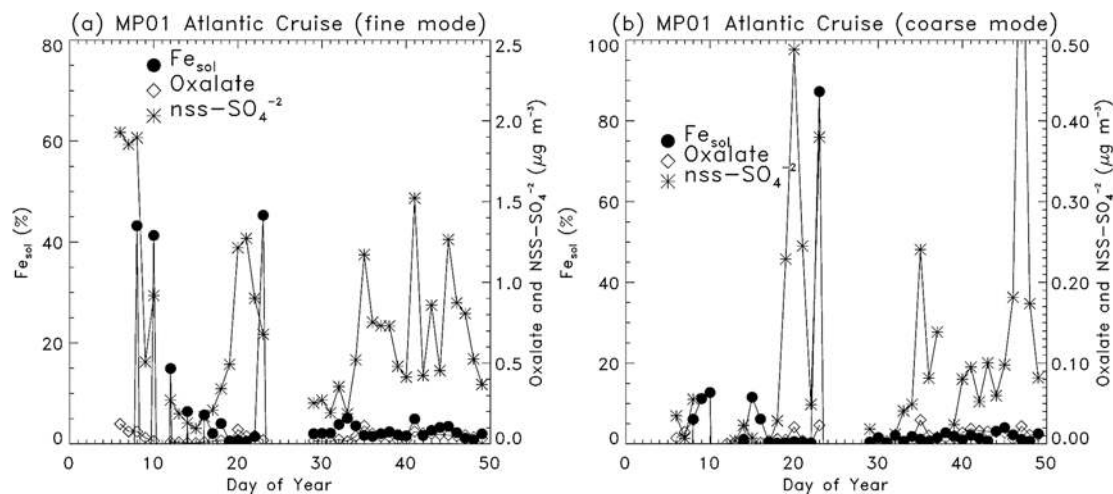 (a) MP01 Atlantic Cruise (fine mode)
80
60
40
20
0
Fe_sol (%)
Fe_sol
Oxalate
nss-SO₄⁻²
2.5
2.0
1.5
1.0
0.5
0.0
Oxalate and NSS-SO₄⁻² (μg m⁻³)
0 10 20 30 40 50
Day of Year
(b) MP01 Atlantic Cruise (coarse mode)
100
80
60
40
20
0
Fe_sol (%)
Fe_sol
Oxalate
nss-SO₄⁻²
0.50
0.40
0.30
0.20
0.10
0.00
Oxalate and NSS-SO₄⁻² (μg m⁻³)
0 10 20 30 40 50
Day of Year